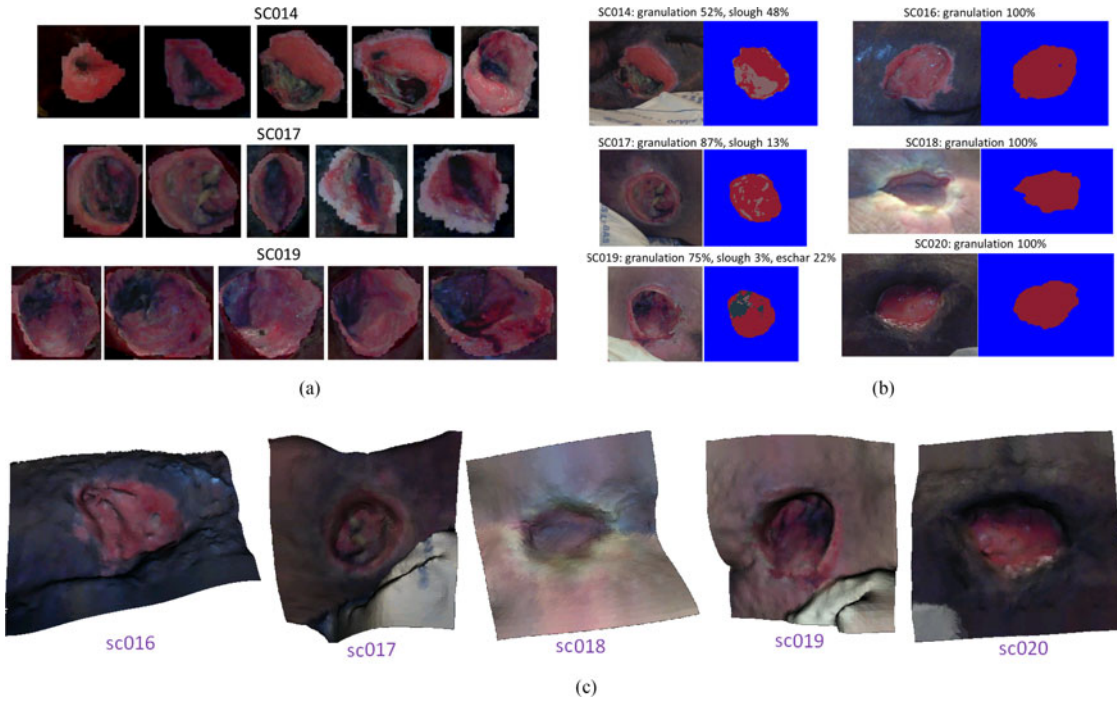 SC014
SC017
SC019
(a)
SC014: granulation 52%, slough 48%
SC016: granulation 100%
SC017: granulation 87%, slough 13%
SC018: granulation 100%
SC019: granulation 75%, slough 3%, eschar 22%
SC020: granulation 100%
(b)
sc016
sc017
sc018
sc019
sc020
(c)